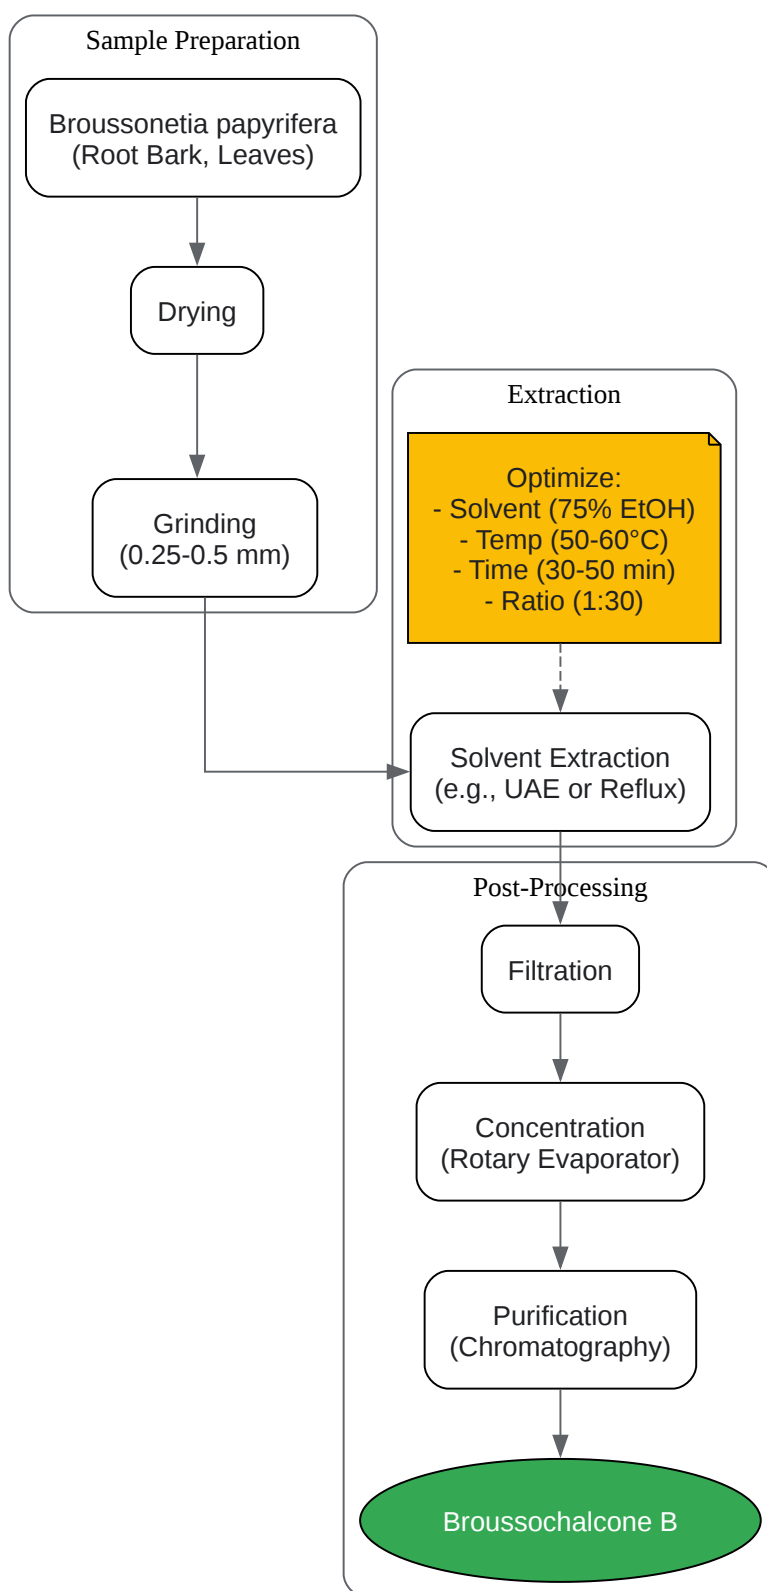 Sample Preparation
Broussonetia papyrifera
(Root Bark, Leaves)
Drying
Grinding
(0.25-0.5 mm)
Extraction
Optimize:
- Solvent (75% EtOH)
- Temp (50-60°C)
- Time (30-50 min)
- Ratio (1:30)
Solvent Extraction
(e.g., UAE or Reflux)
Post-Processing
Filtration
Concentration
(Rotary Evaporator)
Purification
(Chromatography)
Broussochalcone B